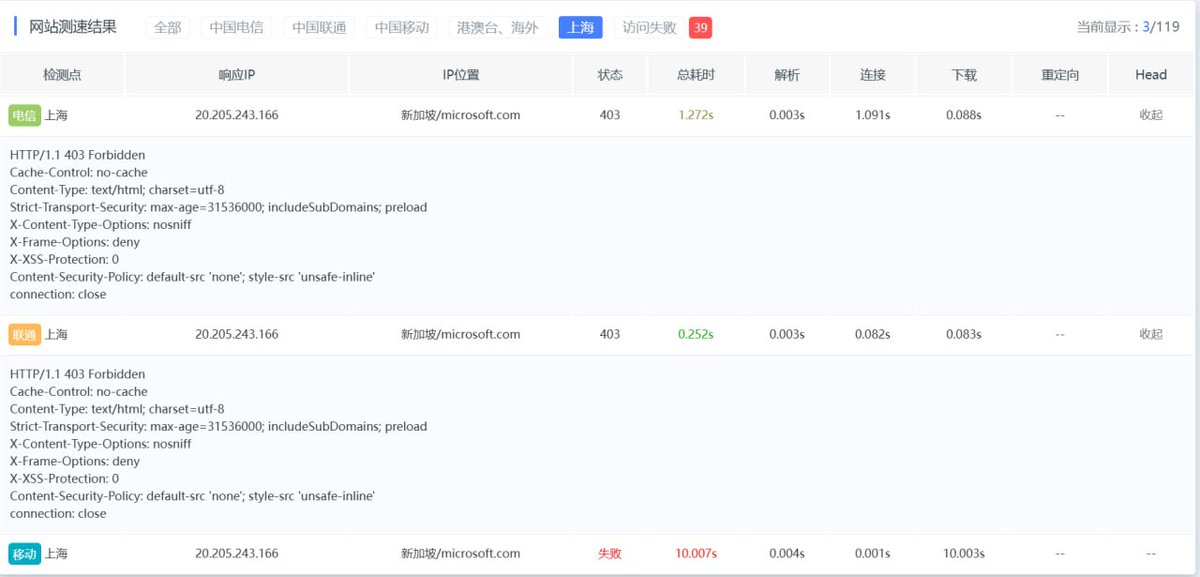 网站测速结果 全部 中国电信 中国联通 中国移动 港澳台、海外 上海 访问失败 39 当前显示：3/119
检测点 响应IP IP位置 状态 总耗时 解析 连接 下载 重定向 Head
电信 上海 20.205.243.166 新加坡/microsoft.com 403 1.272s 0.003s 1.091s 0.088s -- 收起
HTTP/1.1 403 Forbidden
Cache-Control: no-cache
Content-Type: text/html; charset=utf-8
Strict-Transport-Security: max-age=31536000; includeSubDomains; preload
X-Content-Type-Options: nosniff
X-Frame-Options: deny
X-XSS-Protection: 0
Content-Security-Policy: default-src 'none'; style-src 'unsafe-inline'
connection: close
联通 上海 20.205.243.166 新加坡/microsoft.com 403 0.252s 0.003s 0.082s 0.083s -- 收起
HTTP/1.1 403 Forbidden
Cache-Control: no-cache
Content-Type: text/html; charset=utf-8
Strict-Transport-Security: max-age=31536000; includeSubDomains; preload
X-Content-Type-Options: nosniff
X-Frame-Options: deny
X-XSS-Protection: 0
Content-Security-Policy: default-src 'none'; style-src 'unsafe-inline'
connection: close
移动 上海 20.205.243.166 新加坡/microsoft.com 失败 10.007s 0.004s 0.001s 10.003s -- --